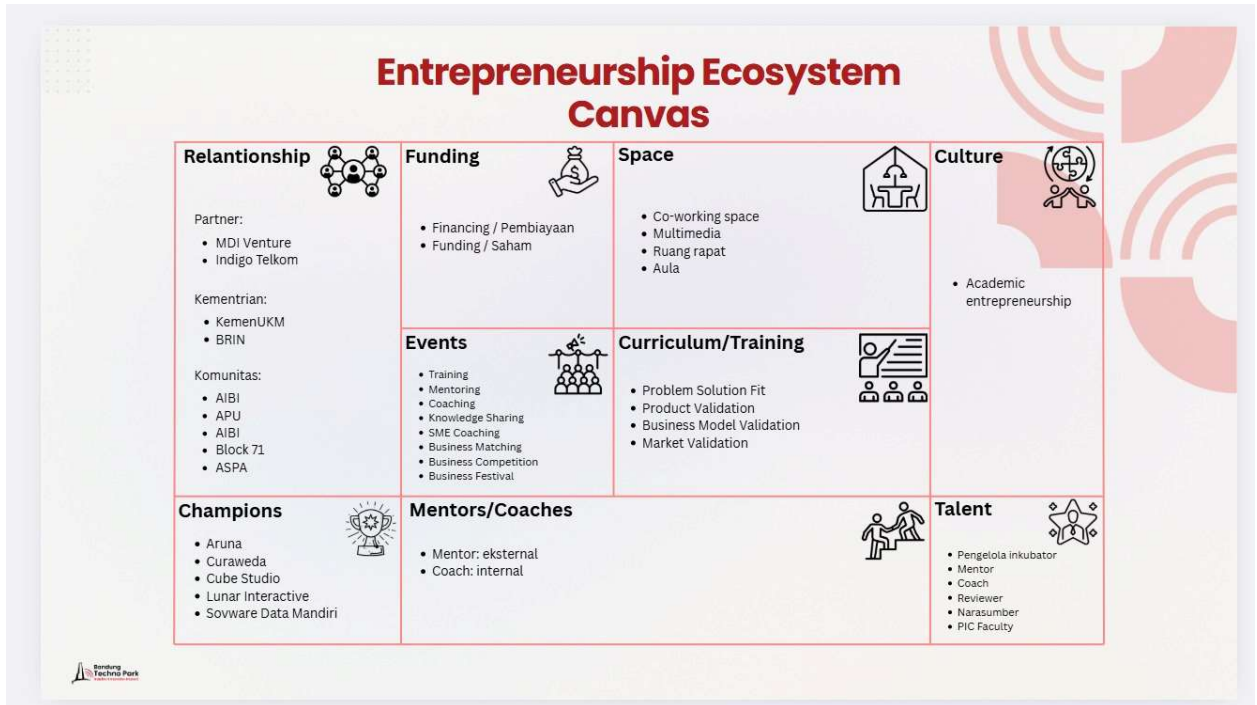 Entrepreneurship Ecosystem
Canvas
Relantionship
Partner:
• MDI Venture
• Indigo Telkom
Kementrian:
• KemenUKM
• BRIN
Komunitas:
• AIBI
• APU
• AIBI
• Block 71
• ASPA
Funding
• Financing / Pembiayaan
• Funding / Saham
Space
• Co-working space
• Multimedia
• Ruang rapat
• Aula
Culture
• Academic
entrepreneurship
Events
• Training
• Mentoring
• Coaching
• Knowledge Sharing
• SME Coaching
• Business Matching
• Business Competition
• Business Festival
Curriculum/Training
• Problem Solution Fit
• Product Validation
• Business Model Validation
• Market Validation
Champions
• Aruna
• Curaweda
• Cube Studio
• Lunar Interactive
• Sovware Data Mandiri
Mentors/Coaches
• Mentor: eksternal
• Coach: internal
Talent
• Pengelola inkubator
• Mentor
• Coach
• Reviewer
• Narasumber
• PIC Faculty
Bandung
Techno Park